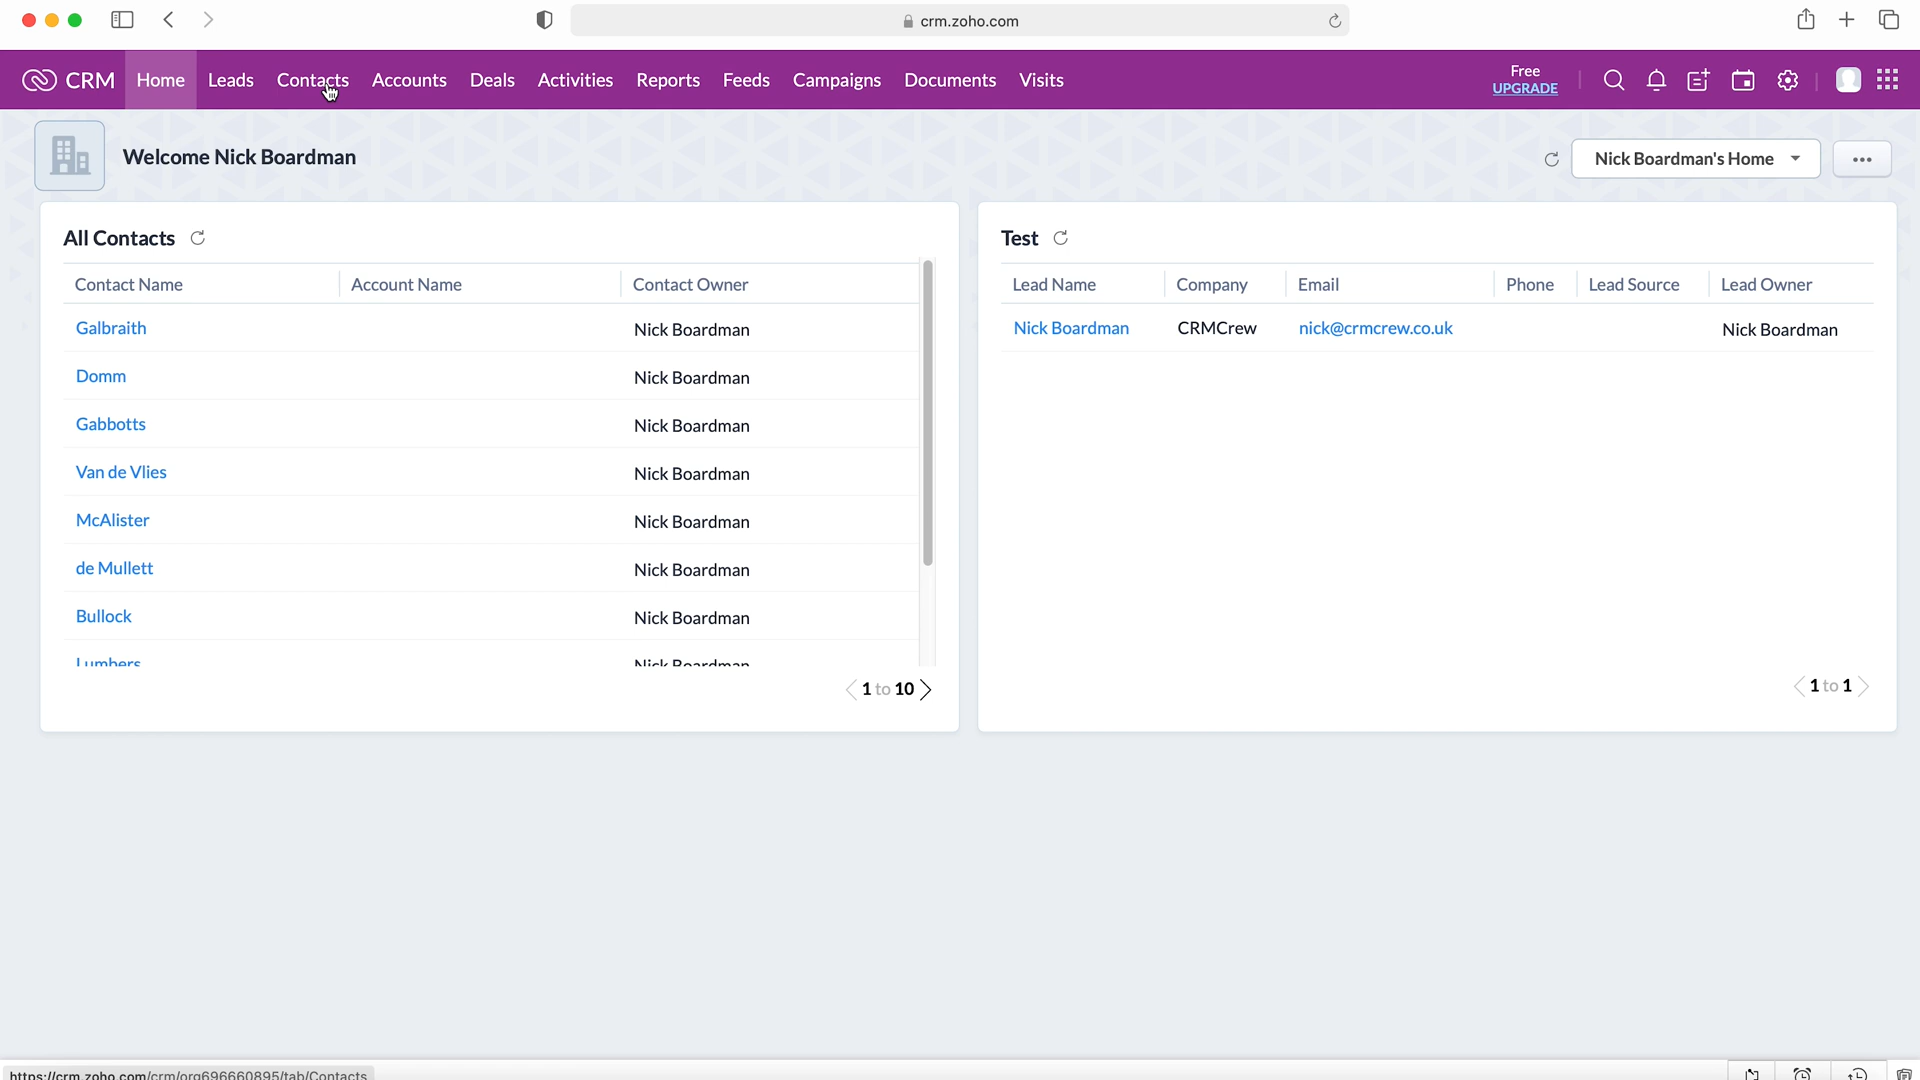 crm.zoho.com
CRM Home Leads Contacts Accounts Deals Activities Reports Feeds Campaigns Documents Visits
Free
UPGRADE
Welcome Nick Boardman
Nick Boardman's Home
All Contacts
Contact Name Account Name Contact Owner
Galbraith Nick Boardman
Domm Nick Boardman
Gabbotts Nick Boardman
Van de Vlies Nick Boardman
McAlister Nick Boardman
de Mullett Nick Boardman
Bullock Nick Boardman
Lumbers Nick Boardman
1 to 10
Test
Lead Name Company Email Phone Lead Source Lead Owner
Nick Boardman CRMCrew nick@crmcrew.co.uk Nick Boardman
1 to 1
https://crm.zoho.com/crm/org696660895/tab/Contacts